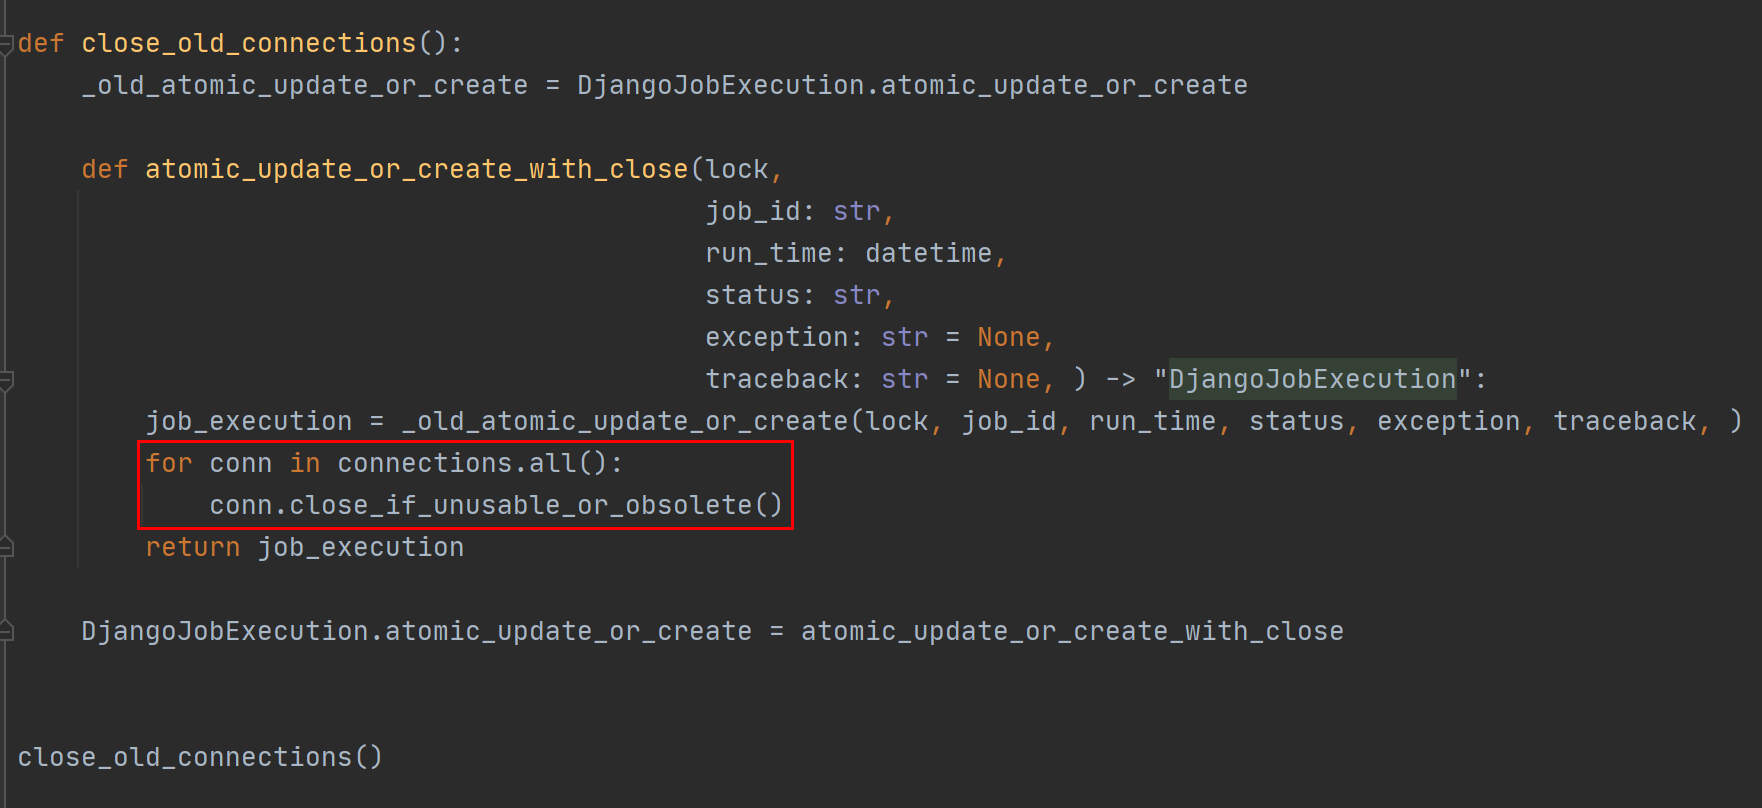 def close_old_connections():
    _old_atomic_update_or_create = DjangoJobExecution.atomic_update_or_create
    def atomic_update_or_create_with_close(lock,
                                           job_id: str,
                                           run_time: datetime,
                                           status: str,
                                           exception: str = None,
                                           traceback: str = None, ) -> "DjangoJobExecution":
        job_execution = _old_atomic_update_or_create(lock, job_id, run_time, status, exception, traceback, )
        for conn in connections.all():
            conn.close_if_unusable_or_obsolete()
        return job_execution
    DjangoJobExecution.atomic_update_or_create = atomic_update_or_create_with_close
close_old_connections()